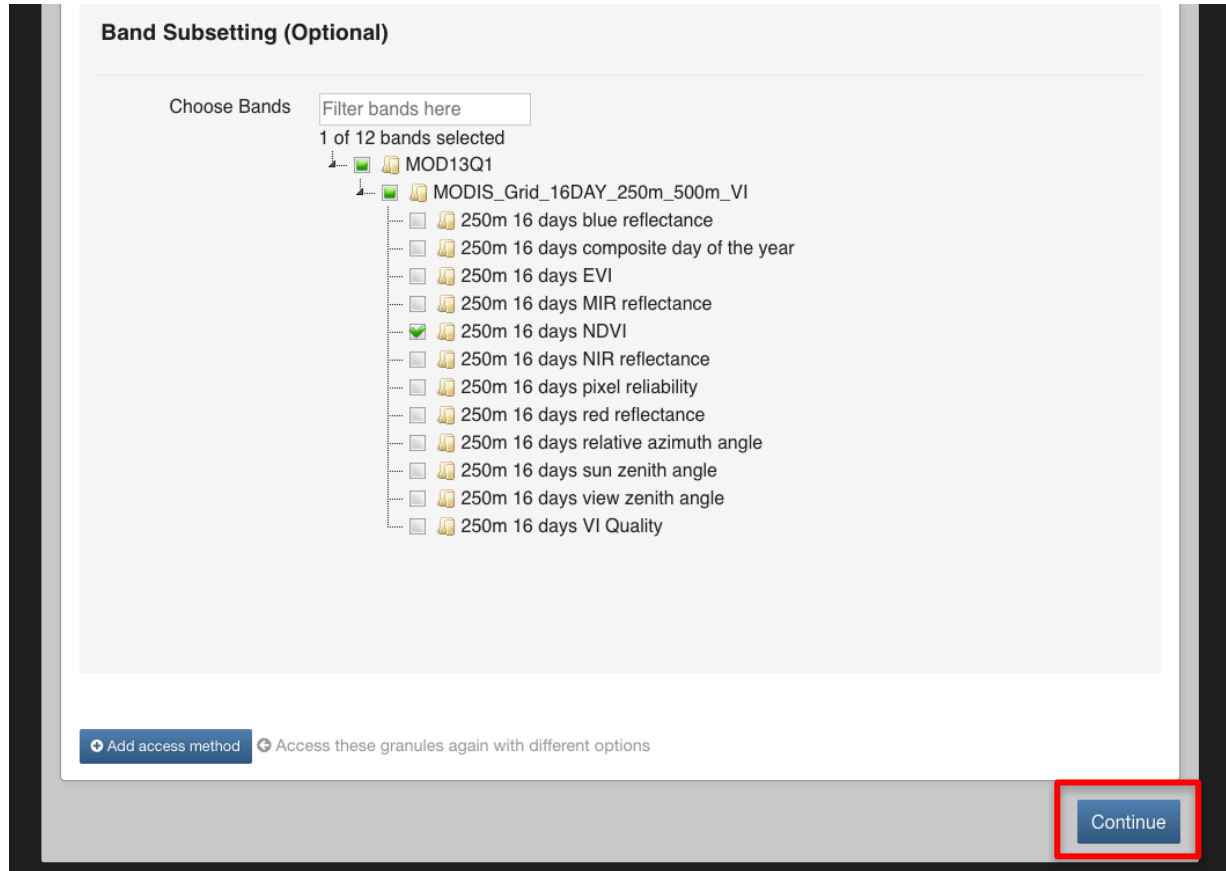 Band Subsetting (Optional)
Choose Bands
Filter bands here
1 of 12 bands selected
MOD13Q1
MODIS_Grid_16DAY_250m_500m_VI
250m 16 days blue reflectance
250m 16 days composite day of the year
250m 16 days EVI
250m 16 days MIR reflectance
250m 16 days NDVI
250m 16 days NIR reflectance
250m 16 days pixel reliability
250m 16 days red reflectance
250m 16 days relative azimuth angle
250m 16 days sun zenith angle
250m 16 days view zenith angle
250m 16 days VI Quality
Add access method Access these granules again with different options
Continue